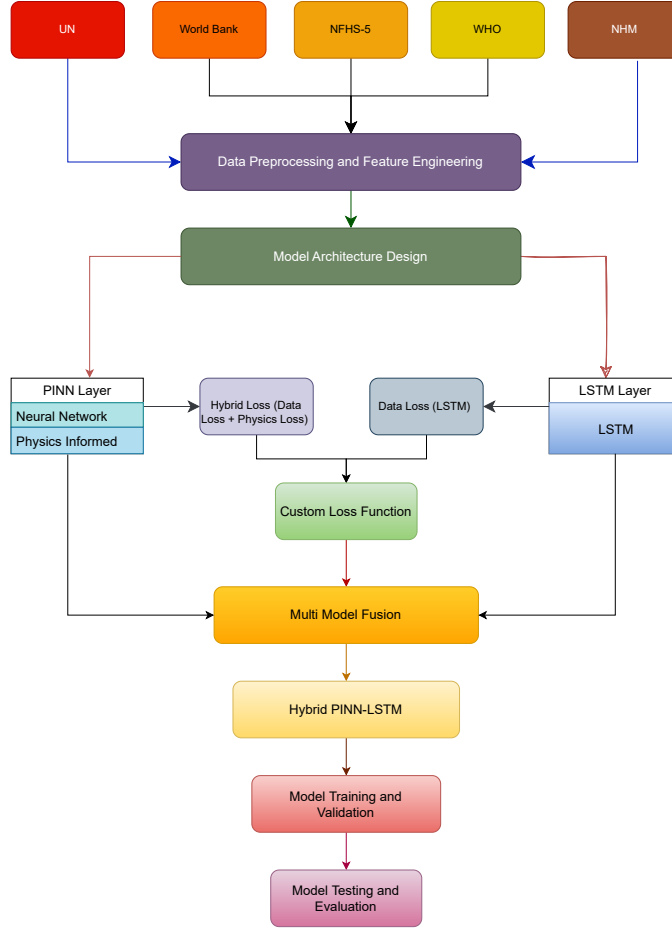 UN
World Bank
NFHS-5
WHO
NHM
Data Preprocessing and Feature Engineering
Model Architecture Design
PINN Layer
Neural Network
Physics Informed
Hybrid Loss (Data
Loss + Physics Loss)
Data Loss (LSTM)
LSTM Layer
LSTM
Custom Loss Function
Multi Model Fusion
Hybrid PINN-LSTM
Model Training and
Validation
Model Testing and
Evaluation